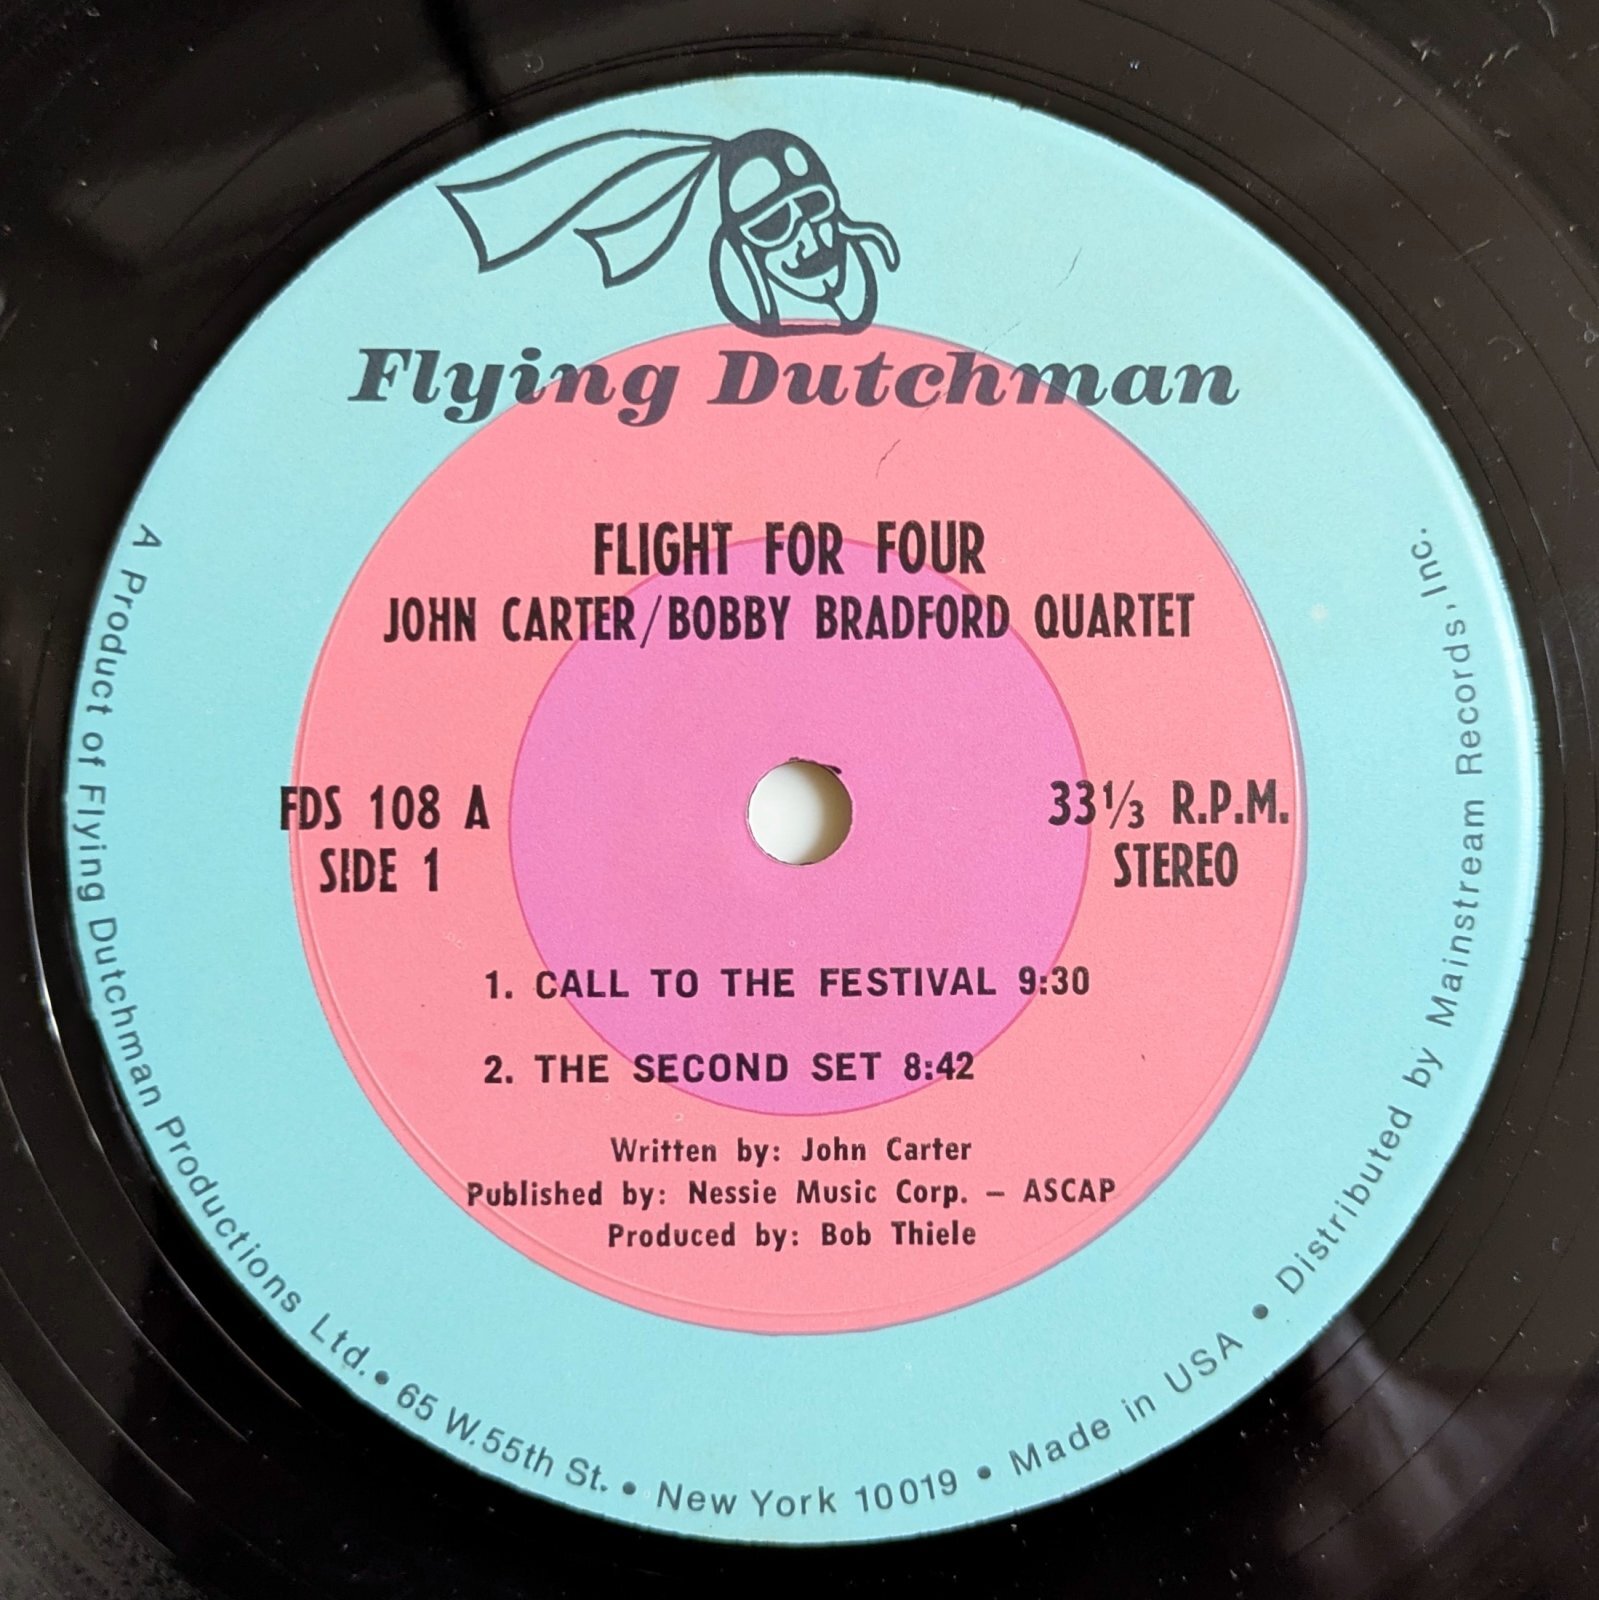 Flying Dutchman
FLIGHT FOR FOUR
JOHN CARTER/BOBBY BRADFORD QUARTET
FDS 108 A
SIDE 1
33⅓ R.P.M.
STEREO
1. CALL TO THE FESTIVAL 9:30
2. THE SECOND SET 8:42
Written by: John Carter
Published by: Nessie Music Corp. — ASCAP
Produced by: Bob Thiele
A Product of Flying Dutchman Productions Ltd. • 65 W. 55th St. • New York 10019 • Made in USA • Distributed by Mainstream Records, Inc.